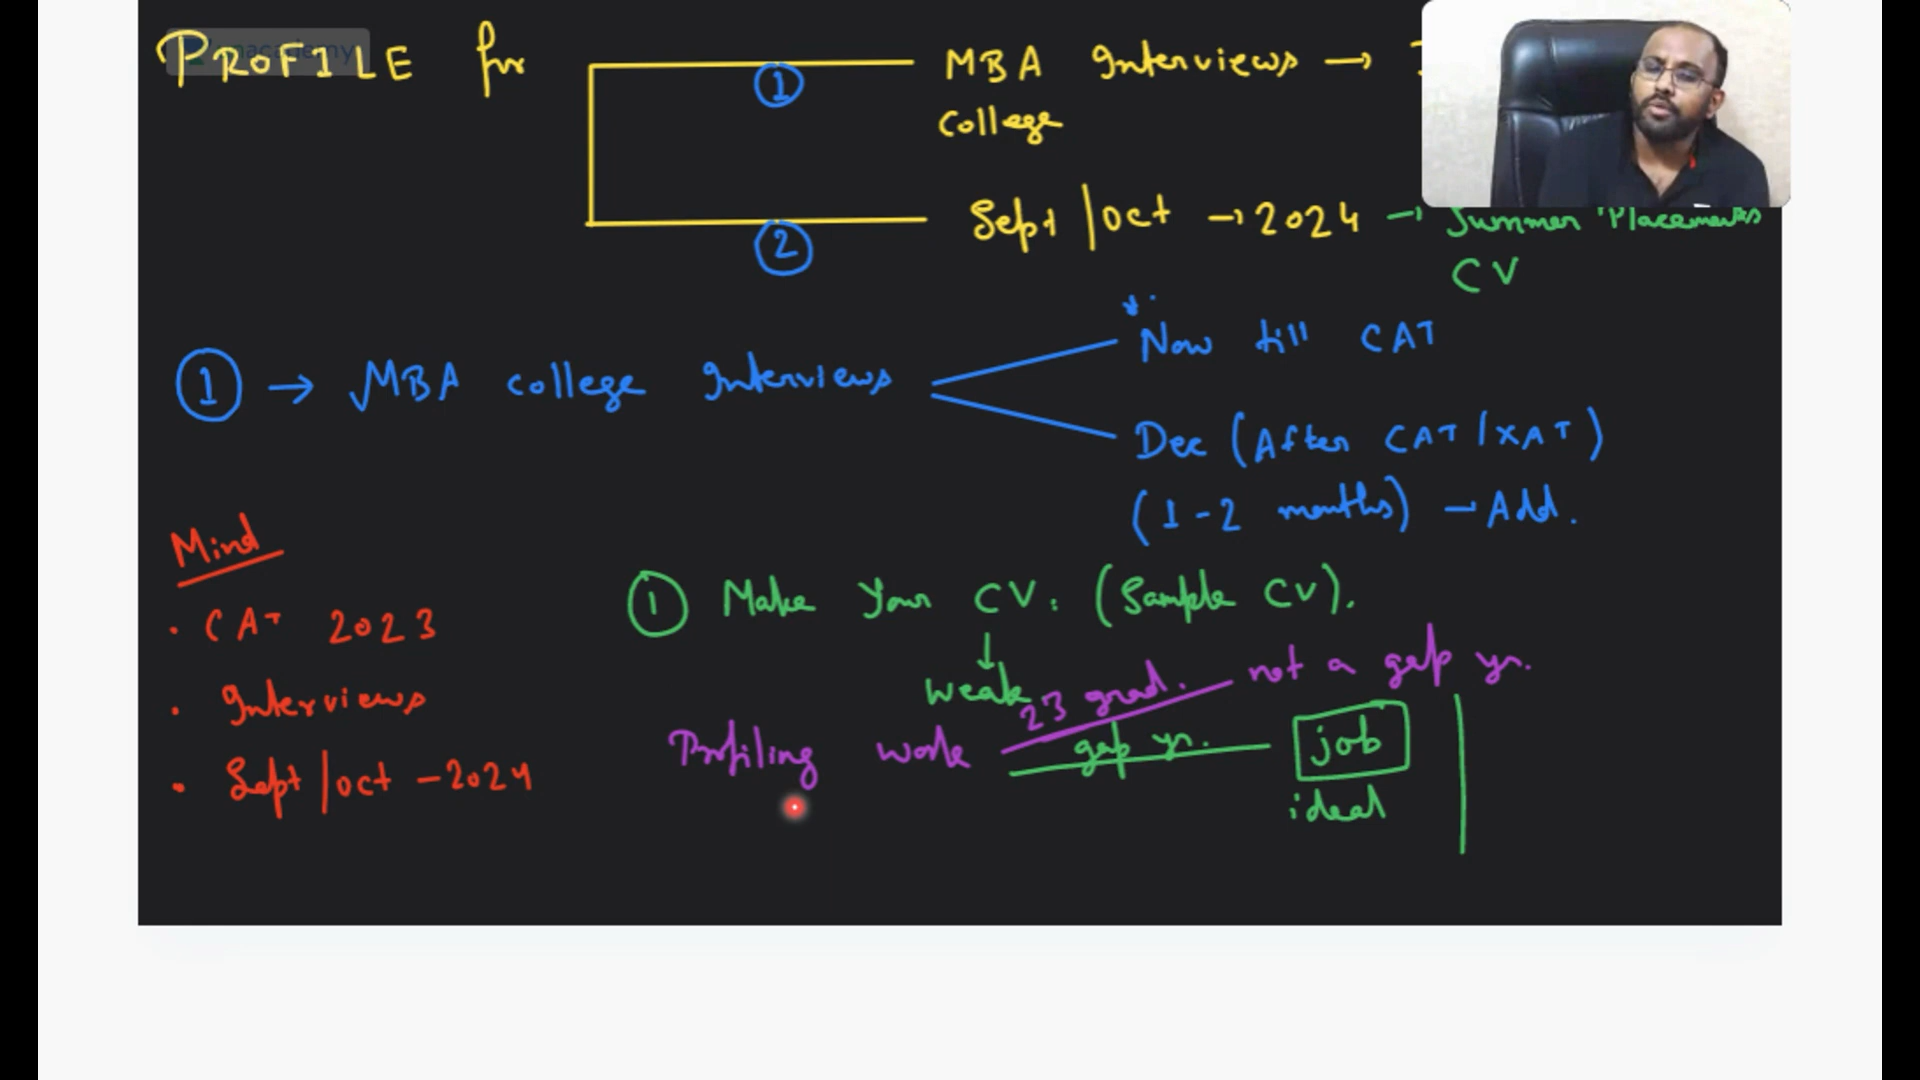 PROFILE for
① MBA Interviews →
College
② Sept/Oct → 2024 → Summer Placements
CV
① → MBA college Interviews
Now till CAT
Dec (After CAT/XAT)
(1-2 months) → Add.
Mind
• CAT 2023
• Interviews
• Sept/Oct - 2024
① Make Your CV: (Sample CV).
↓
Weak
23 grad. not a gap yr.
Profiling work gap yr. job
ideal